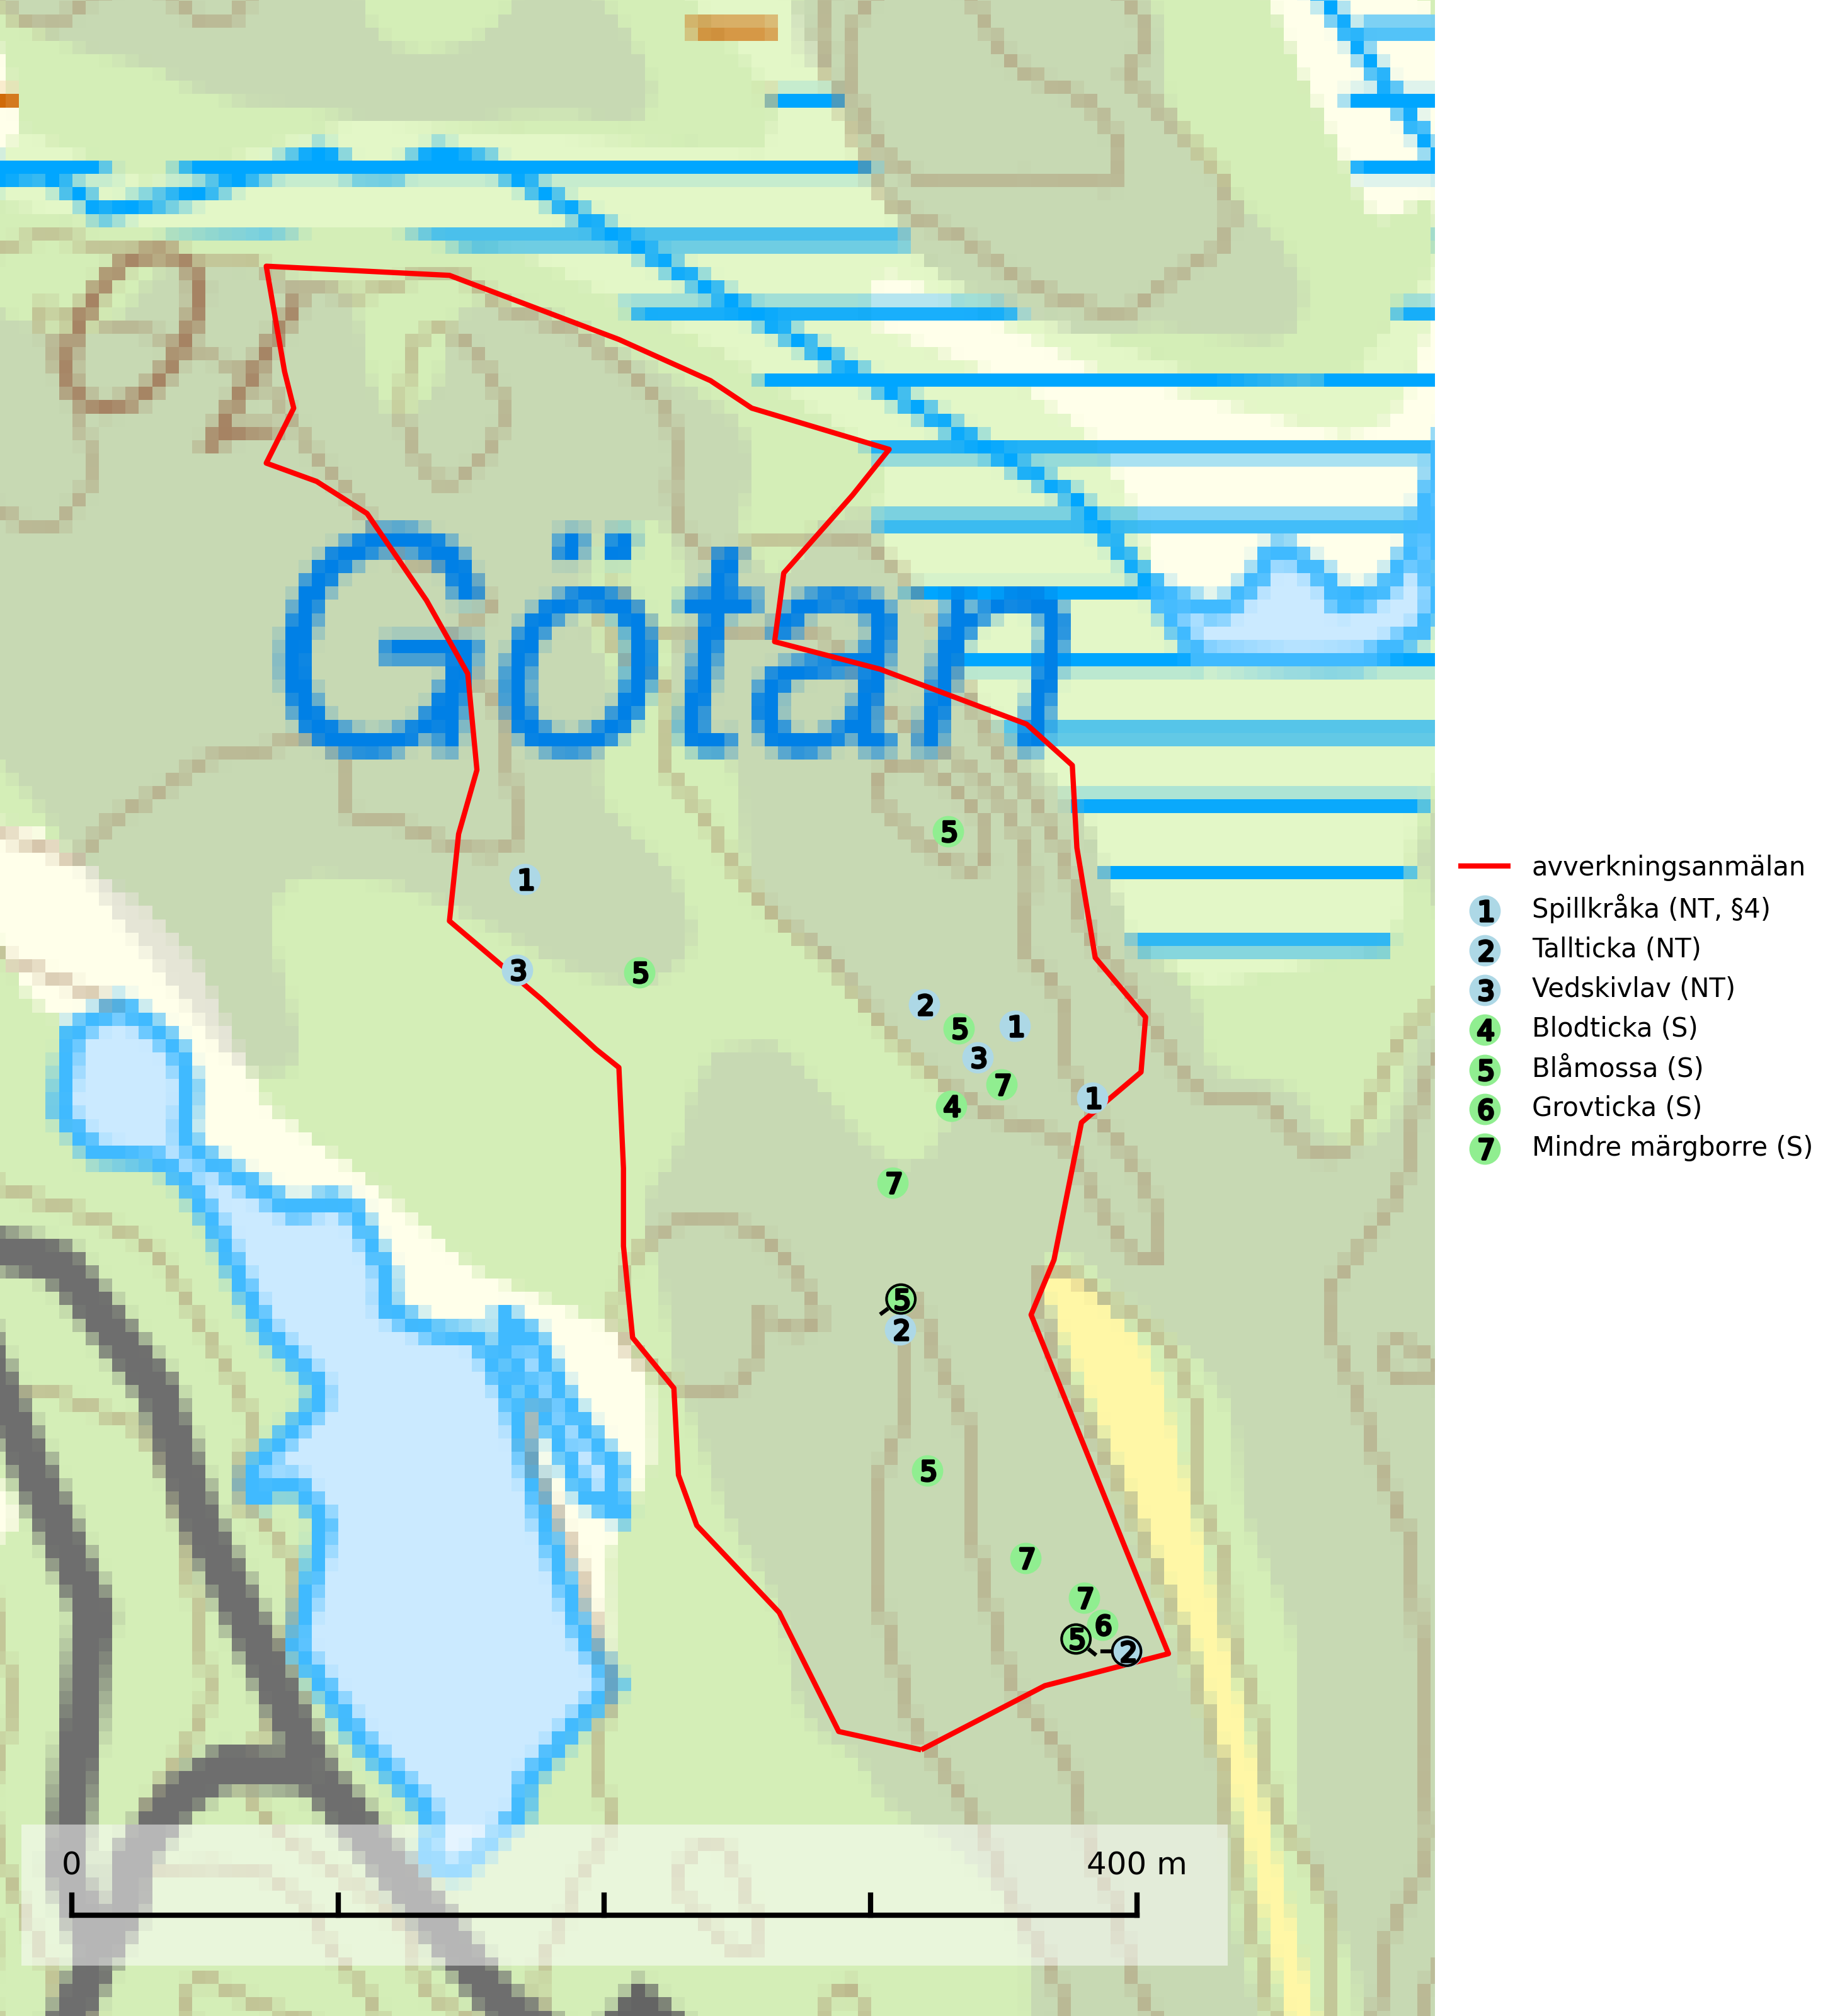 02
Götan
5
1
3
5
2
5
1
3
7
4
1
7
5
2
5
7
7
6
5
2
0
400 m
avverkningsanmälan
1 Spillkråka (NT, §4)
2 Tallticka (NT)
3 Vedskivlav (NT)
4 Blodticka (S)
5 Blåmossa (S)
6 Grovticka (S)
7 Mindre märgborre (S)